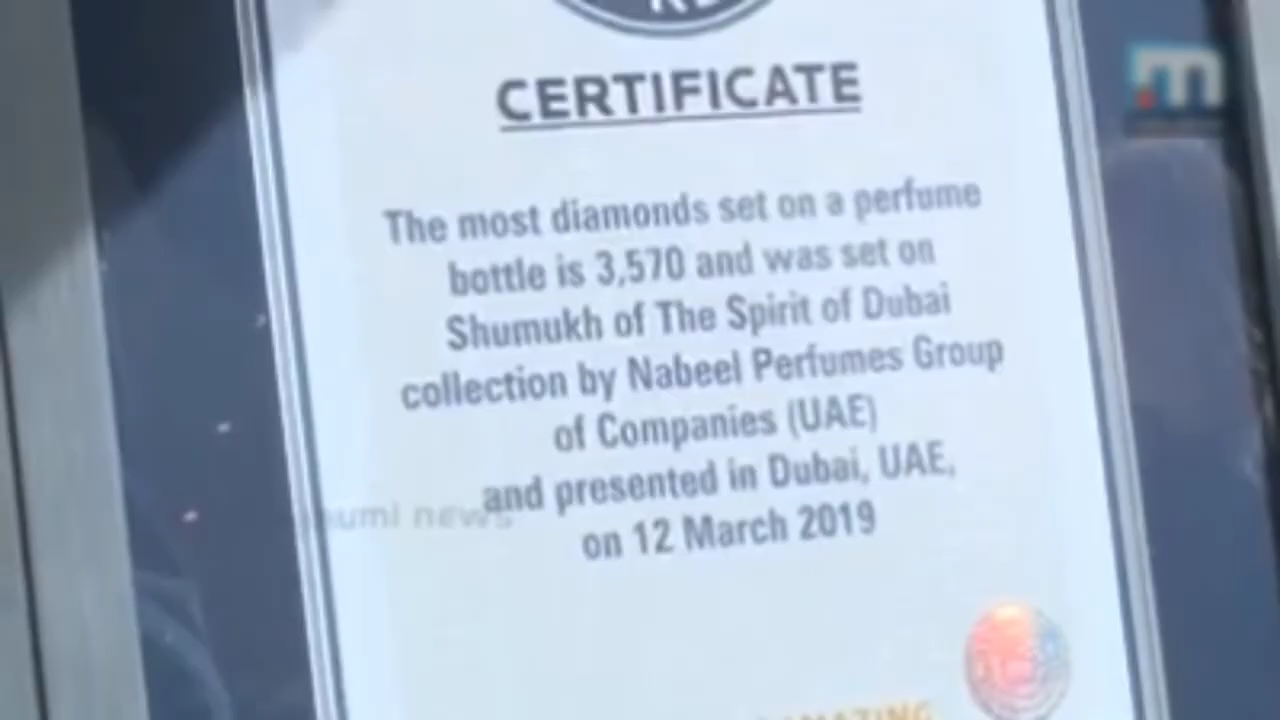 CERTIFICATE
The most diamonds set on a perfume
bottle is 3,570 and was set on
Shumukh of The Spirit of Dubai
collection by Nabeel Perfumes Group
of Companies (UAE)
and presented in Dubai, UAE,
on 12 March 2019
news
AMAZING